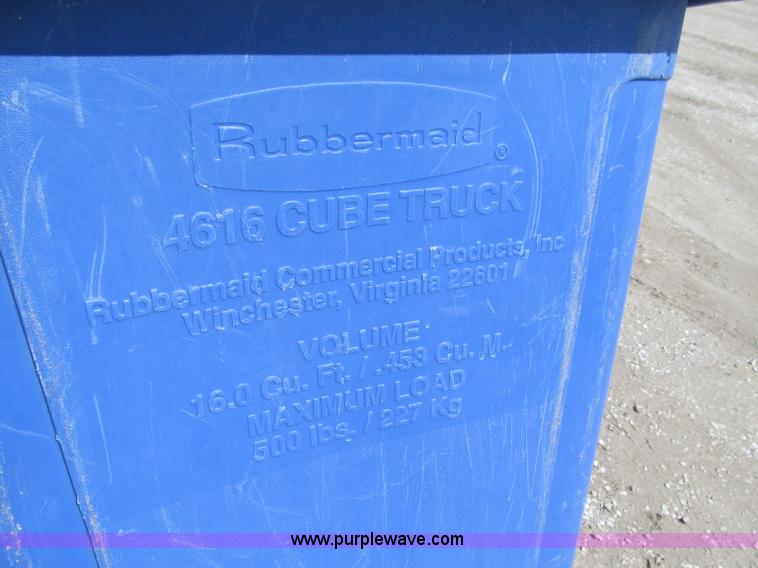 Rubbermaid ®
4616 CUBE TRUCK
Rubbermaid Commercial Products, Inc
Winchester, Virginia 22601
VOLUME
16.0 Cu. Ft. / .453 Cu. M.
MAXIMUM LOAD
500 lbs. / 227 Kg
www.purplewave.com